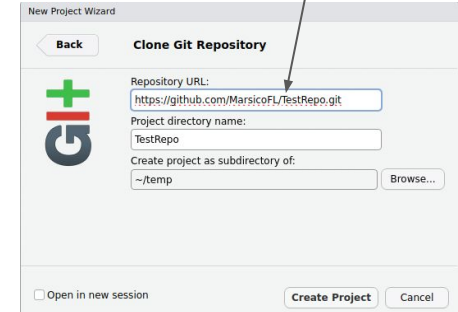 New Project Wizard
Back
Clone Git Repository
git
Repository URL:
https://github.com/MarsicoFL/TestRepo.git
Project directory name:
TestRepo
Create project as subdirectory of:
~/temp
Browse...
Open in new session
Create Project
Cancel